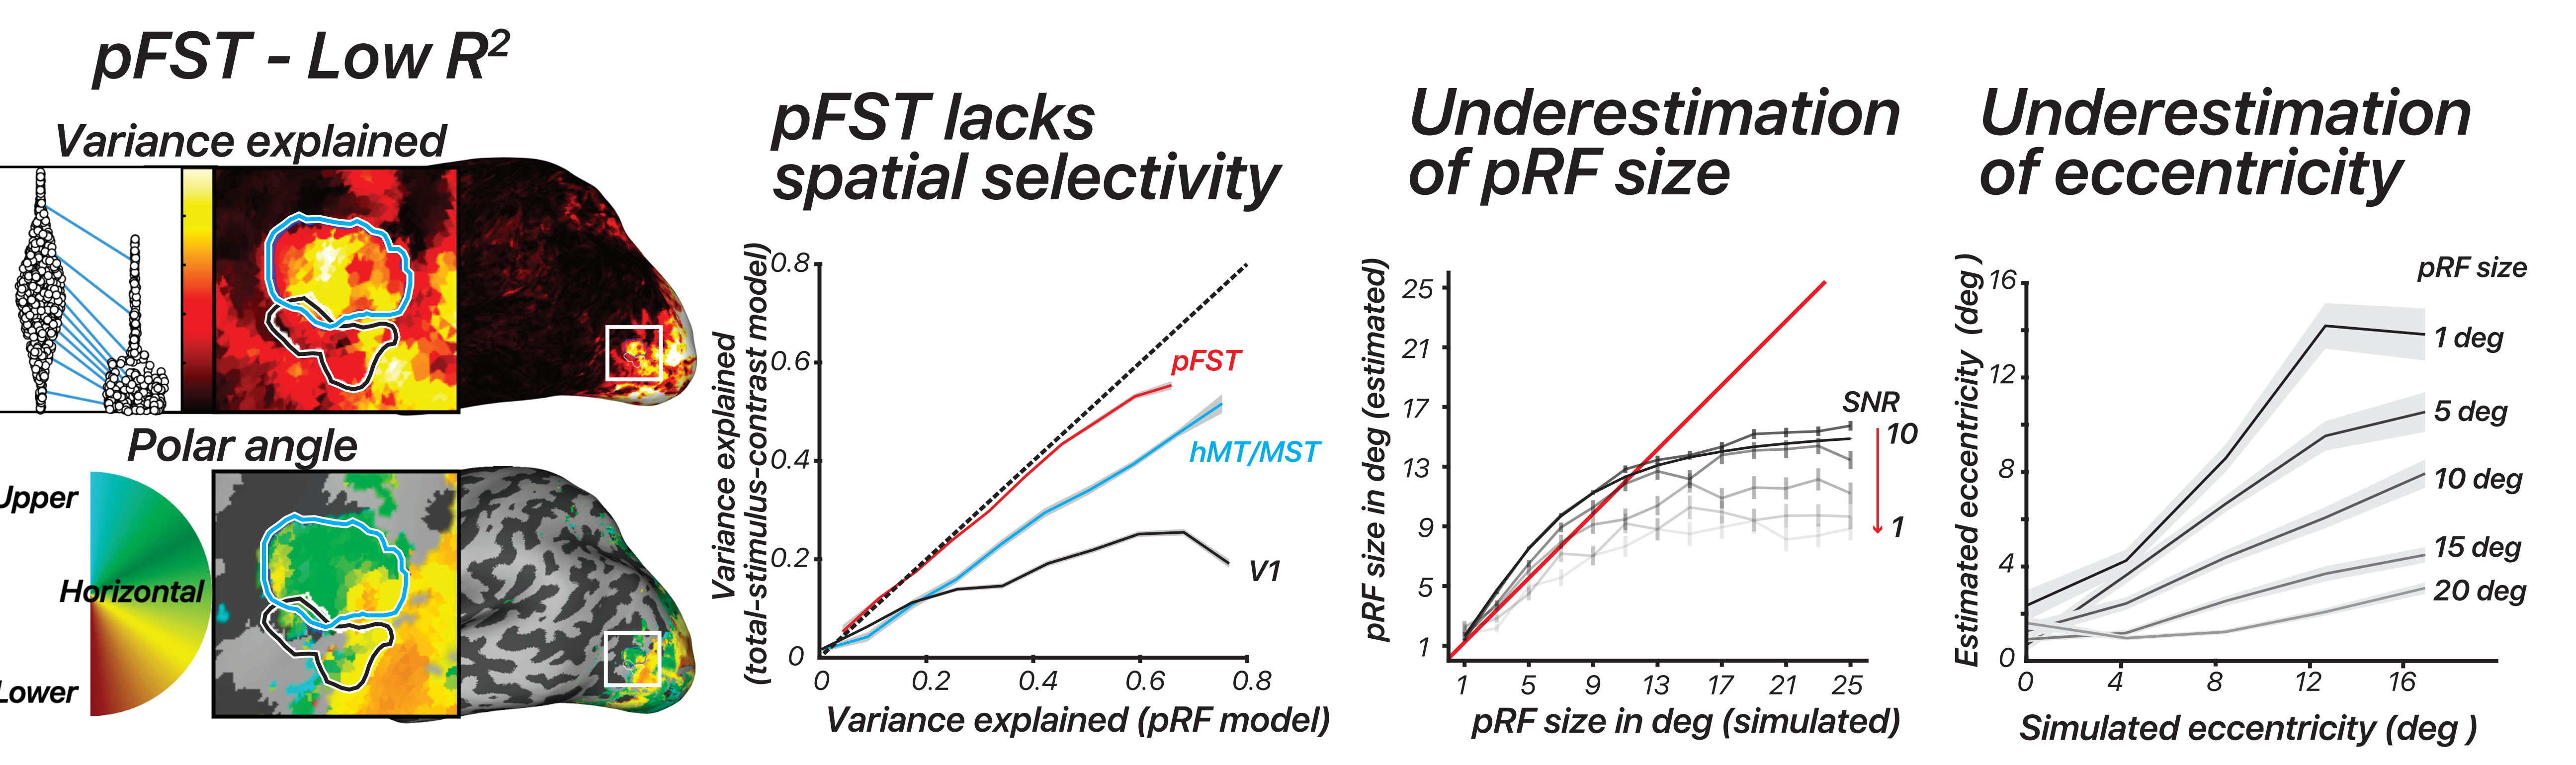 pFST - Low R²
Variance explained
Polar angle
Upper
Horizontal
Lower
pFST lacks
spatial selectivity
Variance explained
(total-stimulus-contrast model)
0.8
0.6
0.4
0.2
0
pFST
hMT/MST
V1
0 0.2 0.4 0.6 0.8
Variance explained (pRF model)
Underestimation
of pRF size
pRF size in deg (estimated)
25
21
17
13
9
5
1
SNR
10
1
1 5 9 13 17 21 25
pRF size in deg (simulated)
Underestimation
of eccentricity
Estimated eccentricity (deg )
16
12
8
4
0
pRF size
1 deg
5 deg
10 deg
15 deg
20 deg
0 4 8 12 16
Simulated eccentricity (deg )